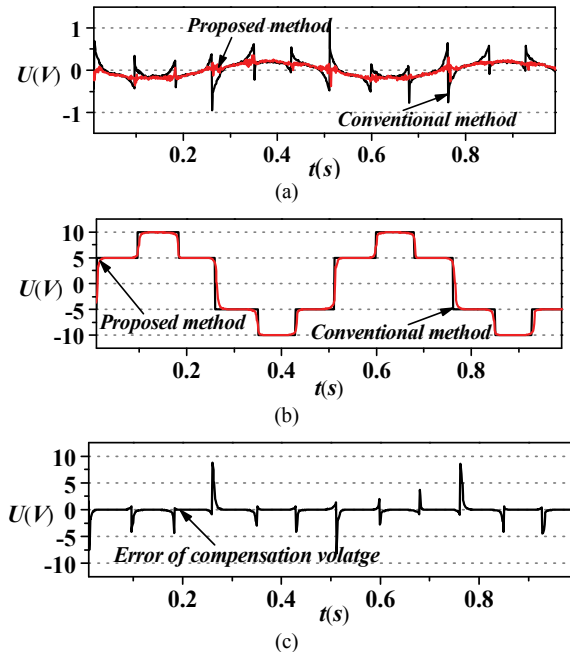 1
Proposed method
U(V)
0
-1
Conventional method
0.2 0.4 0.6 0.8
t(s)
(a)
10
5
U(V) 0
-5
Proposed method Conventional method
-10
0.2 0.4 0.6 0.8
t(s)
(b)
10
5
U(V) 0
-5
Error of compensation volatge
-10
0.2 0.4 0.6 0.8
t(s)
(c)